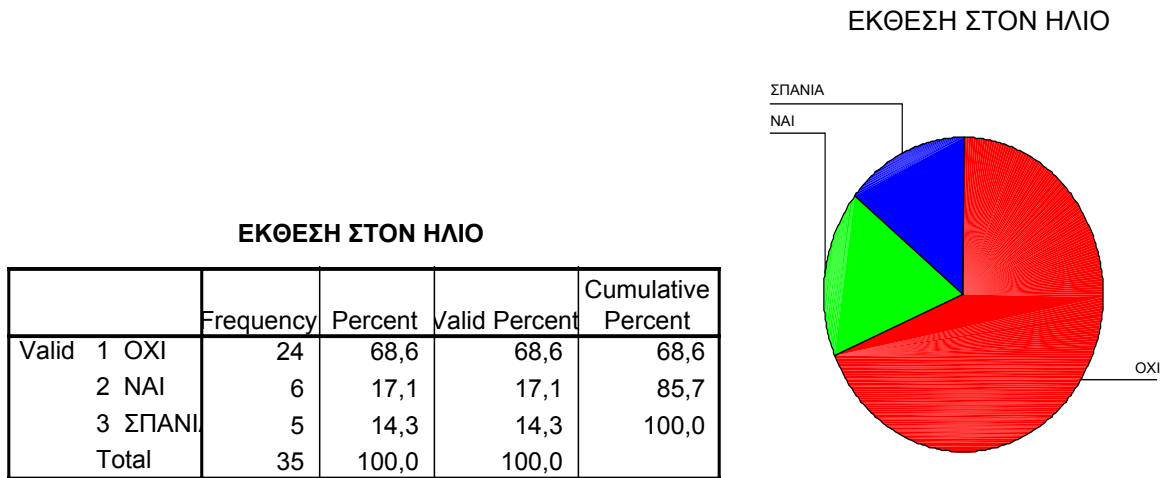 ΕΚΘΕΣΗ ΣΤΟΝ ΗΛΙΟ
ΣΠΑΝΙΑ
ΝΑΙ
ΟΧΙ
ΕΚΘΕΣΗ ΣΤΟΝ ΗΛΙΟ
Cumulative
Frequency Percent Valid Percent Percent
Valid 1 ΟΧΙ 24 68,6 68,6 68,6
2 ΝΑΙ 6 17,1 17,1 85,7
3 ΣΠΑΝΙΑ 5 14,3 14,3 100,0
Total 35 100,0 100,0